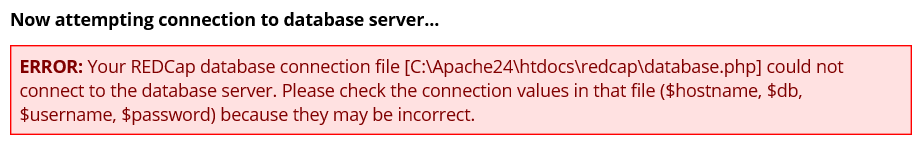 Now attempting connection to database server...
ERROR: Your REDCap database connection file [C:\Apache24\htdocs\redcap\database.php] could not
connect to the database server. Please check the connection values in that file ($hostname, $db,
$username, $password) because they may be incorrect.